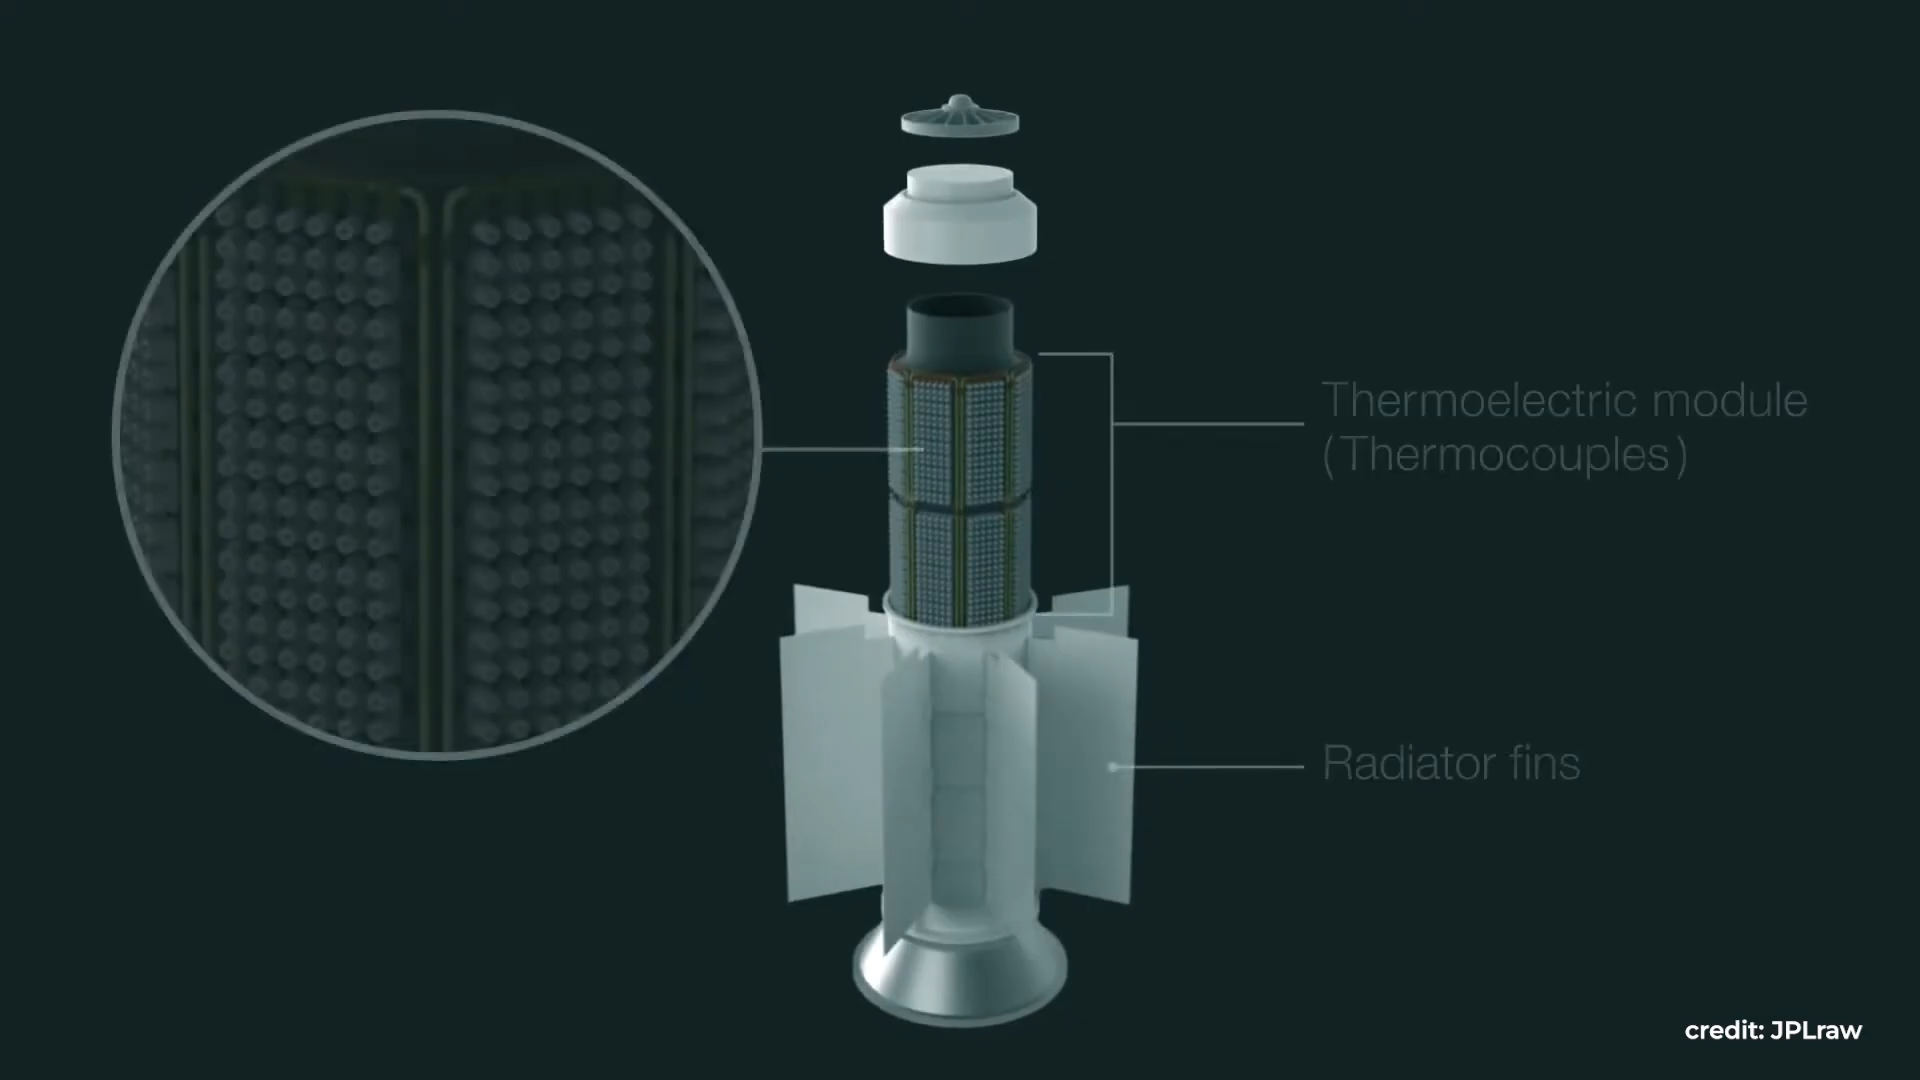 Thermoelectric module
(Thermocouples)
Radiator fins
credit: JPLraw